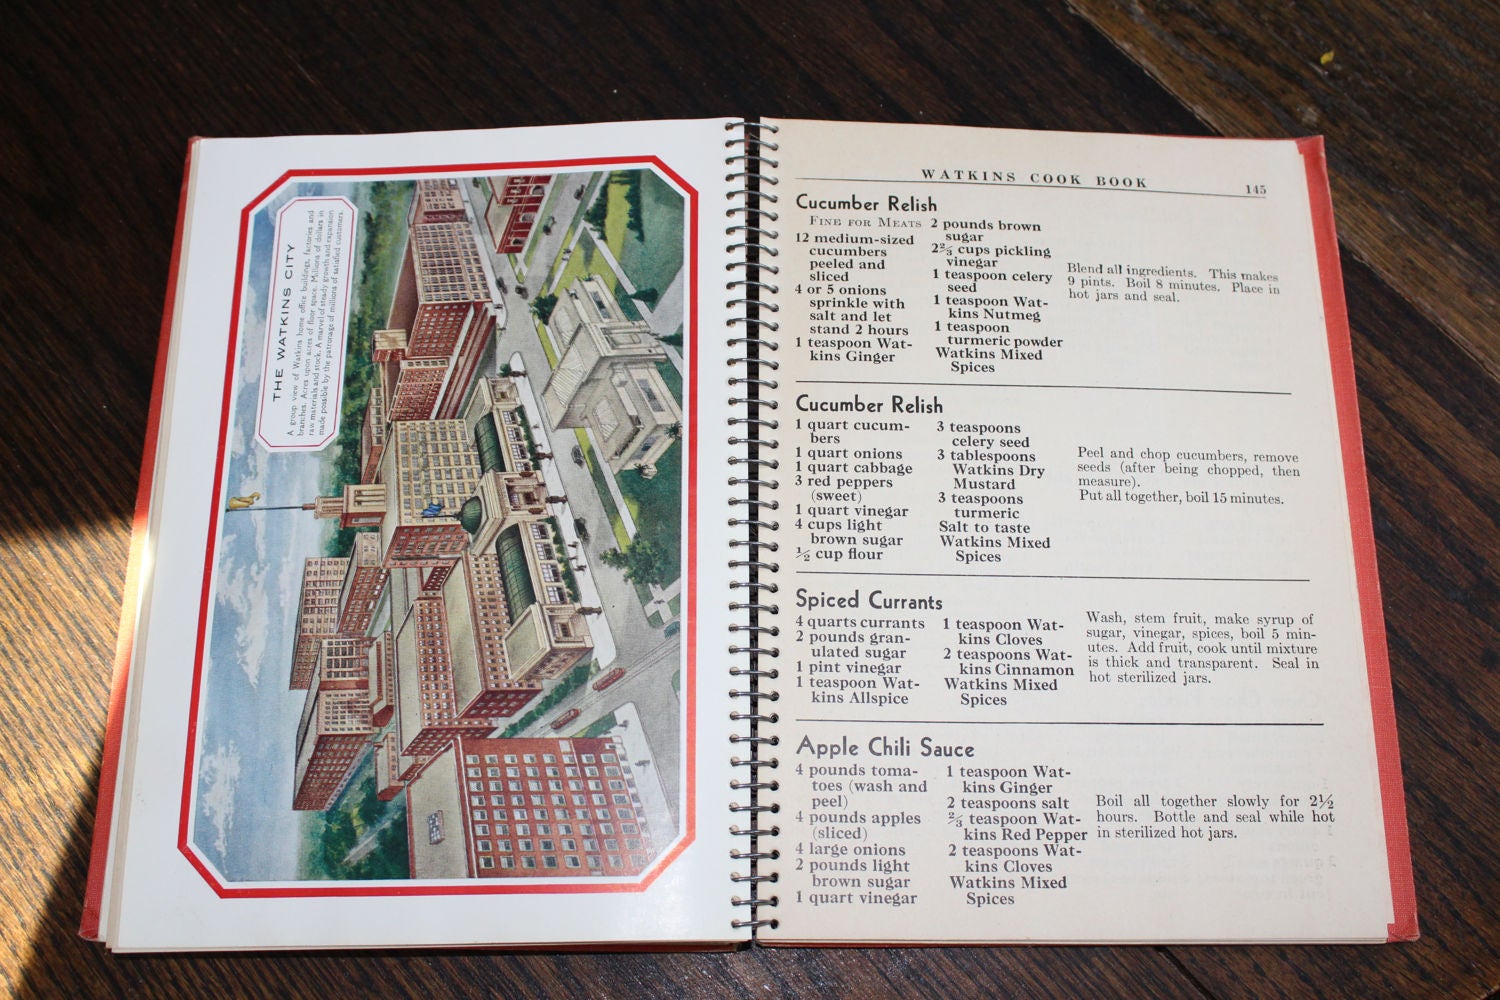 THE WATKINS CITY
A group view of Watkins home office buildings, factories and
branches. Acres upon acres of floor space. Millions of dollars in
raw materials and stock. A marvel of steady growth and expansion
made possible by the patronage of millions of satisfied customers.
WATKINS COOK BOOK
145
Cucumber Relish
FINE FOR MEATS
12 medium-sized
cucumbers
peeled and
sliced
4 or 5 onions
sprinkle with
salt and let
stand 2 hours
1 teaspoon Wat-
kins Ginger
2 pounds brown
sugar
2⅔ cups pickling
vinegar
1 teaspoon celery
seed
1 teaspoon Wat-
kins Nutmeg
1 teaspoon
turmeric powder
Watkins Mixed
Spices
Blend all ingredients. This makes
9 pints. Boil 8 minutes. Place in
hot jars and seal.
Cucumber Relish
1 quart cucum-
bers
1 quart onions
1 quart cabbage
3 red peppers
(sweet)
1 quart vinegar
4 cups light
brown sugar
½ cup flour
3 teaspoons
celery seed
3 tablespoons
Watkins Dry
Mustard
3 teaspoons
turmeric
Salt to taste
Watkins Mixed
Spices
Peel and chop cucumbers, remove
seeds (after being chopped, then
measure).
Put all together, boil 15 minutes.
Spiced Currants
4 quarts currants
2 pounds gran-
ulated sugar
1 pint vinegar
1 teaspoon Wat-
kins Allspice
1 teaspoon Wat-
kins Cloves
2 teaspoons Wat-
kins Cinnamon
Watkins Mixed
Spices
Wash, stem fruit, make syrup of
sugar, vinegar, spices, boil 5 min-
utes. Add fruit, cook until mixture
is thick and transparent. Seal in
hot sterilized jars.
Apple Chili Sauce
4 pounds toma-
toes (wash and
peel)
4 pounds apples
(sliced)
4 large onions
2 pounds light
brown sugar
1 quart vinegar
1 teaspoon Wat-
kins Ginger
2 teaspoons salt
⅔ teaspoon Wat-
kins Red Pepper
2 teaspoons Wat-
kins Cloves
Watkins Mixed
Spices
Boil all together slowly for 2½
hours. Bottle and seal while hot
in sterilized hot jars.